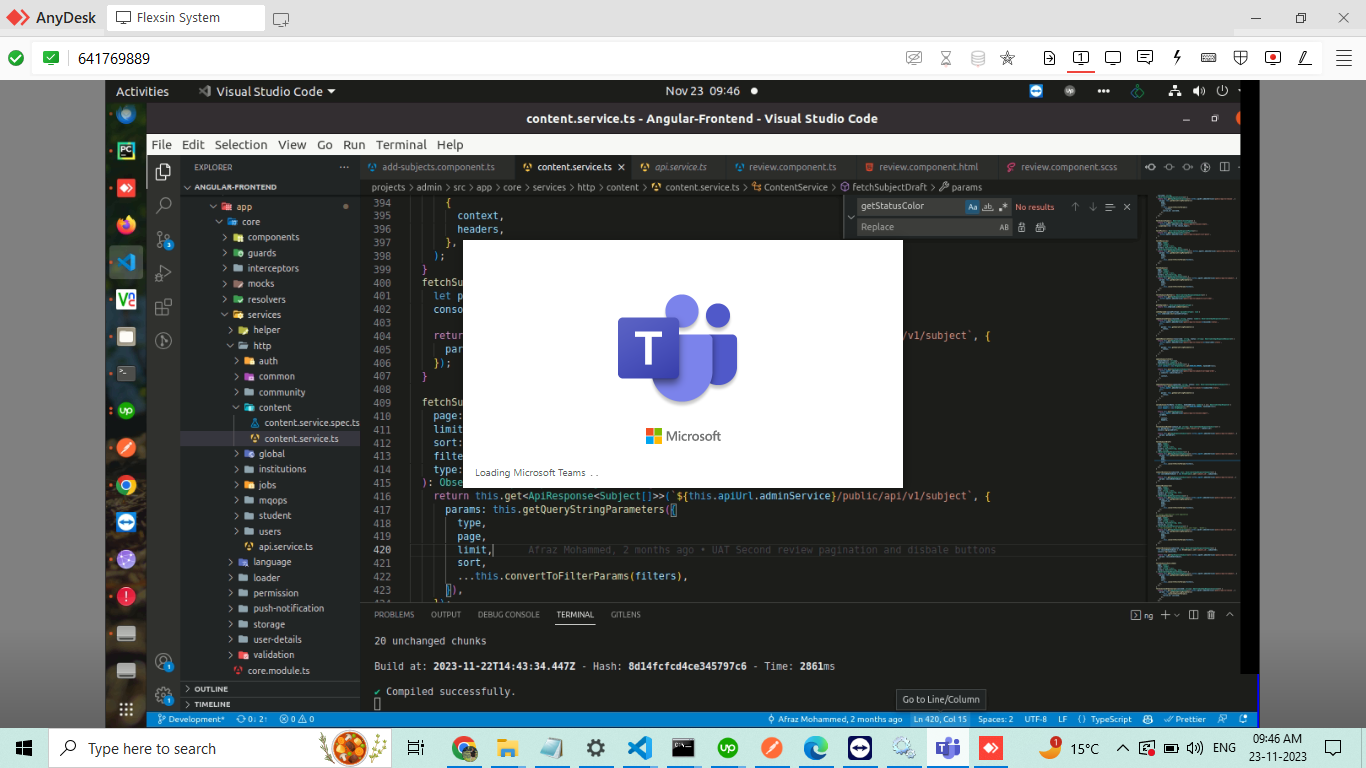 AnyDesk
Flexsin System
641769889
Activities
Visual Studio Code
Nov 23 09:46
content.service.ts - Angular-Frontend - Visual Studio Code
File Edit Selection View Go Run Terminal Help
EXPLORER
add-subjects.component.ts
content.service.ts
api.service.ts
review.component.ts
review.component.html
review.component.scss
ANGULAR-FRONTEND
projects > admin > src > app > core > services > http > content > content.service.ts > ContentService > fetchSubjectDraft > params
app
core
components
guards
interceptors
mocks
resolvers
services
helper
http
auth
common
community
content
content.service.spec.ts
content.service.ts
global
institutions
jobs
mqops
student
users
api.service.ts
language
loader
permission
push-notification
storage
user-details
validation
core.module.ts
OUTLINE
TIMELINE
getStatusColor
Aa
No results
Replace
AB
394 {
395 context,
396 headers,
397 },
398 );
399 }
400 fetchSu
401 let p
402 conso
403
404 retur /v1/subject`, {
405 par
406 });
407 }
408
409 fetchSu
410 page:
411 limit
412 sort:
413 filte
414 type:
415 ): Obse
416 return this.get<ApiResponse<Subject[]>>(`${this.apiUrl.adminService}/public/api/v1/subject`, {
417 params: this.getQueryStringParameters({
418 type,
419 page,
420 limit, Afraz Mohammed, 2 months ago • UAT Second review pagination and disbale buttons
421 sort,
422 ...this.convertToFilterParams(filters),
423 }),
T
Microsoft
Loading Microsoft Teams . .
PROBLEMS OUTPUT DEBUG CONSOLE TERMINAL GITLENS
ng
20 unchanged chunks
Build at: 2023-11-22T14:43:34.447Z - Hash: 8d14fcfcd4ce345797c6 - Time: 2861ms
✔ Compiled successfully.
Go to Line/Column
Development* 0↓ 2↑ 0 0
Afraz Mohammed, 2 months ago Ln 420, Col 15 Spaces: 2 UTF-8 LF {} TypeScript Prettier
Type here to search
15°C
ENG
09:46 AM
23-11-2023